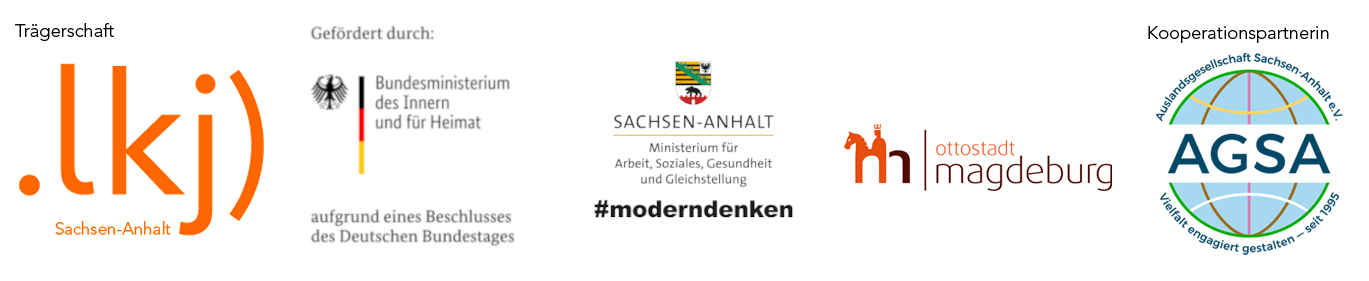 Trägerschaft
.lkj)
Sachsen-Anhalt
Gefördert durch:
Bundesministerium
des Innern
und für Heimat
aufgrund eines Beschlusses
des Deutschen Bundestages
SACHSEN-ANHALT
Ministerium für
Arbeit, Soziales, Gesundheit
und Gleichstellung
#moderndenken
ottostadt
magdeburg
Kooperationspartnerin
Auslandsgesellschaft Sachsen-Anhalt e.V.
AGSA
Vielfalt engagiert gestalten – seit 1995